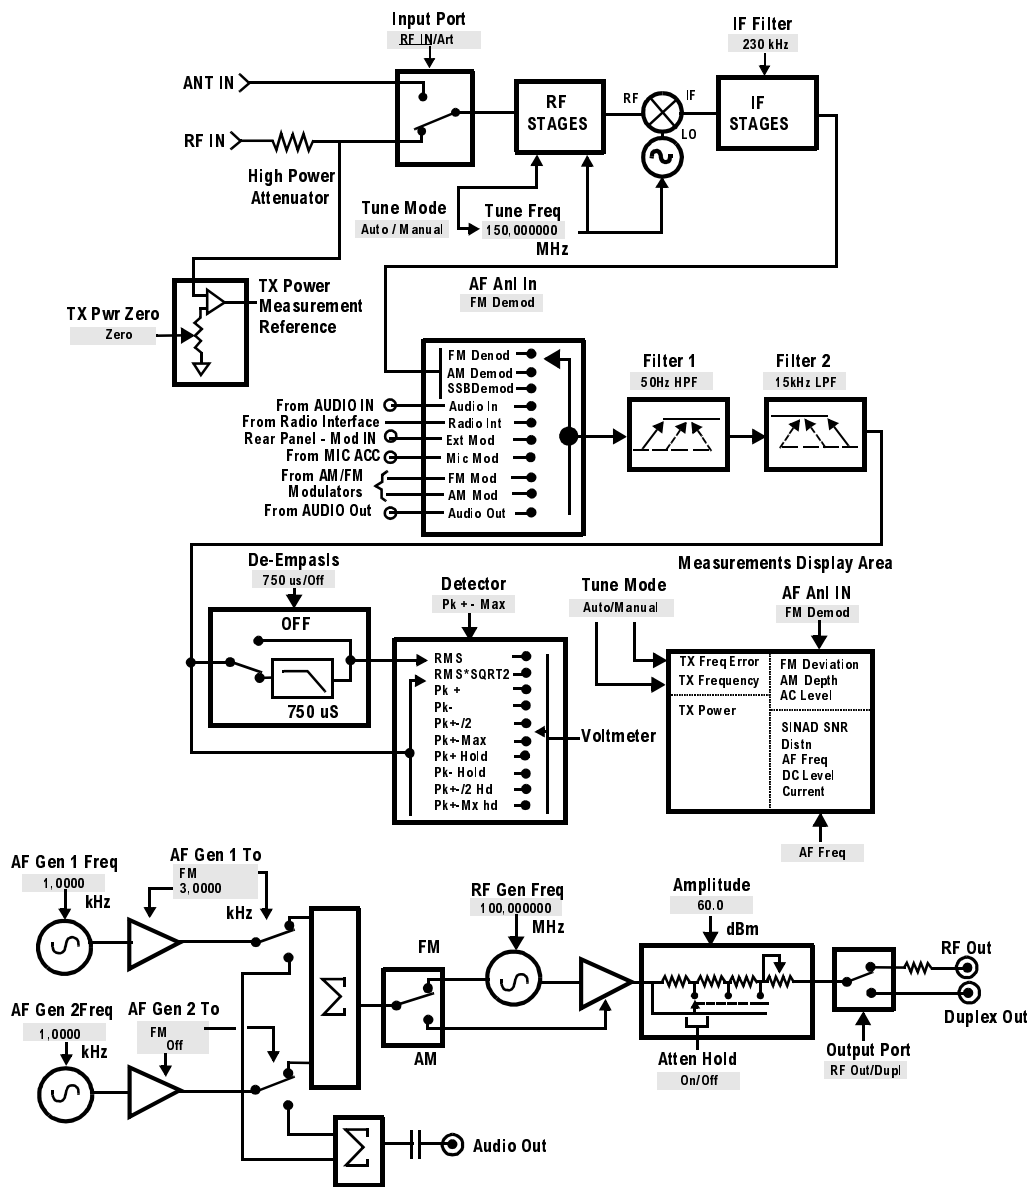 Input Port
RF IN/Art
IF Filter
230 kHz
ANT IN
RF IN
High Power
Attenuator
RF
STAGES
RF
IF
LO
IF
STAGES
Tune Mode
Auto / Manual
Tune Freq
150,000000
MHz
TX Pwr Zero
Zero
TX Power
Measurement
Reference
AF Anl In
FM Demod
FM Denod
AM Demod
SSBDemod
Audio In
Radio Int
Ext Mod
Mic Mod
FM Mod
AM Mod
Audio Out
From AUDIO IN
From Radio Interface
Rear Panel - Mod IN
From MIC ACC
From AM/FM
Modulators
From AUDIO Out
Filter 1
50Hz HPF
Filter 2
15kHz LPF
De-Empasls
750 us/Off
OFF
750 uS
Detector
Pk + - Max
RMS
RMS*SQRT2
Pk +
Pk-
Pk+-/2
Pk+-Max
Pk+ Hold
Pk- Hold
Pk+-/2 Hd
Pk+-Mx hd
Voltmeter
Measurements Display Area
Tune Mode
Auto/Manual
AF Anl IN
FM Demod
TX Freq Error
TX Frequency
TX Power
FM Deviation
AM Depth
AC Level
SINAD SNR
Distn
AF Freq
DC Level
Current
AF Freq
AF Gen 1 Freq
1,0000
kHz
AF Gen 1 To
FM
3,0000
kHz
AF Gen 2Freq
1,0000
kHz
AF Gen 2 To
FM
Off
Σ
Σ
FM
AM
RF Gen Freq
100,000000
MHz
Amplitude
60.0
dBm
Atten Hold
On/Off
Output Port
RF Out/Dupl
RF Out
Duplex Out
Audio Out